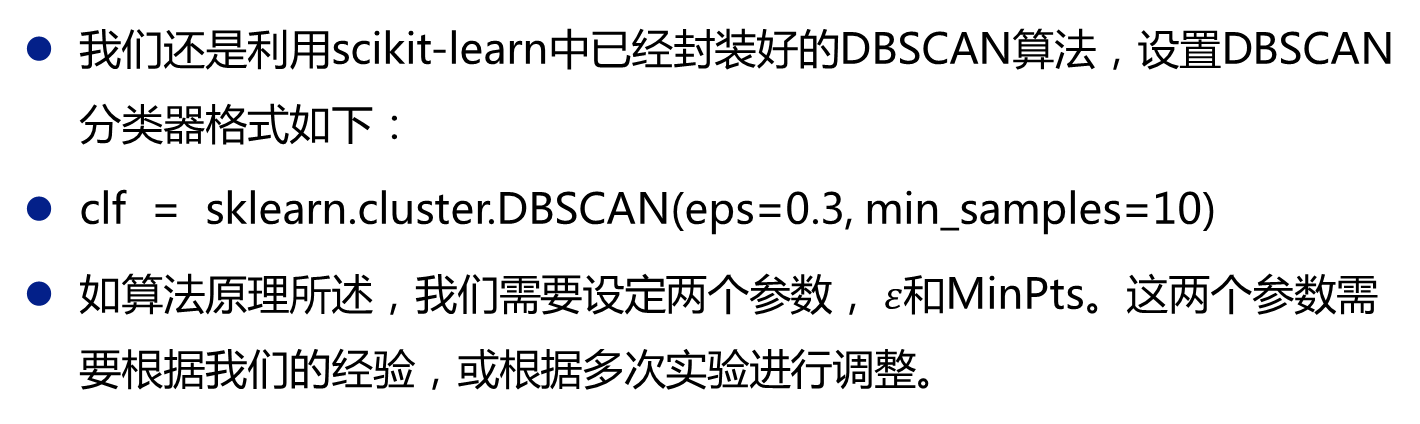 ● 我们还是利用scikit-learn中已经封装好的DBSCAN算法，设置DBSCAN
分类器格式如下：
● clf = sklearn.cluster.DBSCAN(eps=0.3, min_samples=10)
● 如算法原理所述，我们需要设定两个参数， ε和MinPts。这两个参数需
要根据我们的经验，或根据多次实验进行调整。